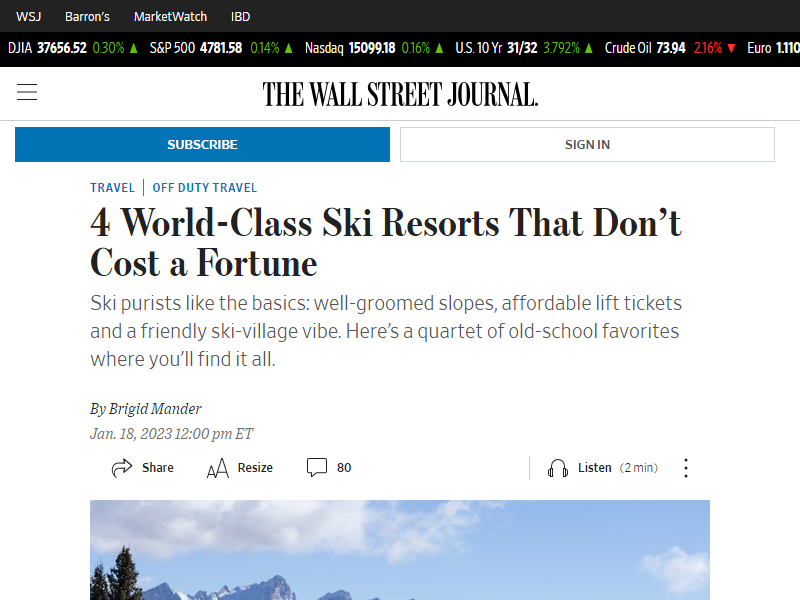 WSJ Barron's MarketWatch IBD
DJIA 37656.52 0.30% ▲ S&P 500 4781.58 0.14% ▲ Nasdaq 15099.18 0.16% ▲ U.S. 10 Yr 31/32 3.792% ▲ Crude Oil 73.94 2.16% ▼ Euro 1.110
THE WALL STREET JOURNAL.
SUBSCRIBE SIGN IN
TRAVEL | OFF DUTY TRAVEL
4 World-Class Ski Resorts That Don’t
Cost a Fortune
Ski purists like the basics: well-groomed slopes, affordable lift tickets
and a friendly ski-village vibe. Here’s a quartet of old-school favorites
where you’ll find it all.
By Brigid Mander
Jan. 18, 2023 12:00 pm ET
Share AA Resize 80 Listen (2 min)